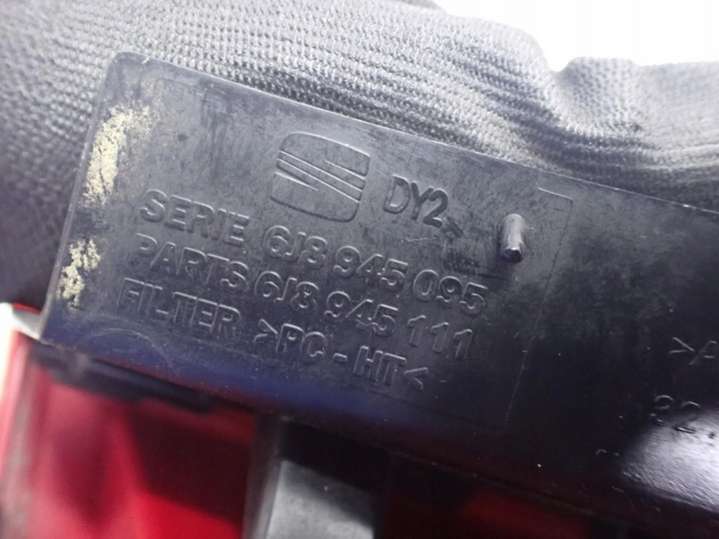 DY2
SERIE 6J8 945 095
PARTS 6J8 945 111
FILTER >PC-HT<
>A